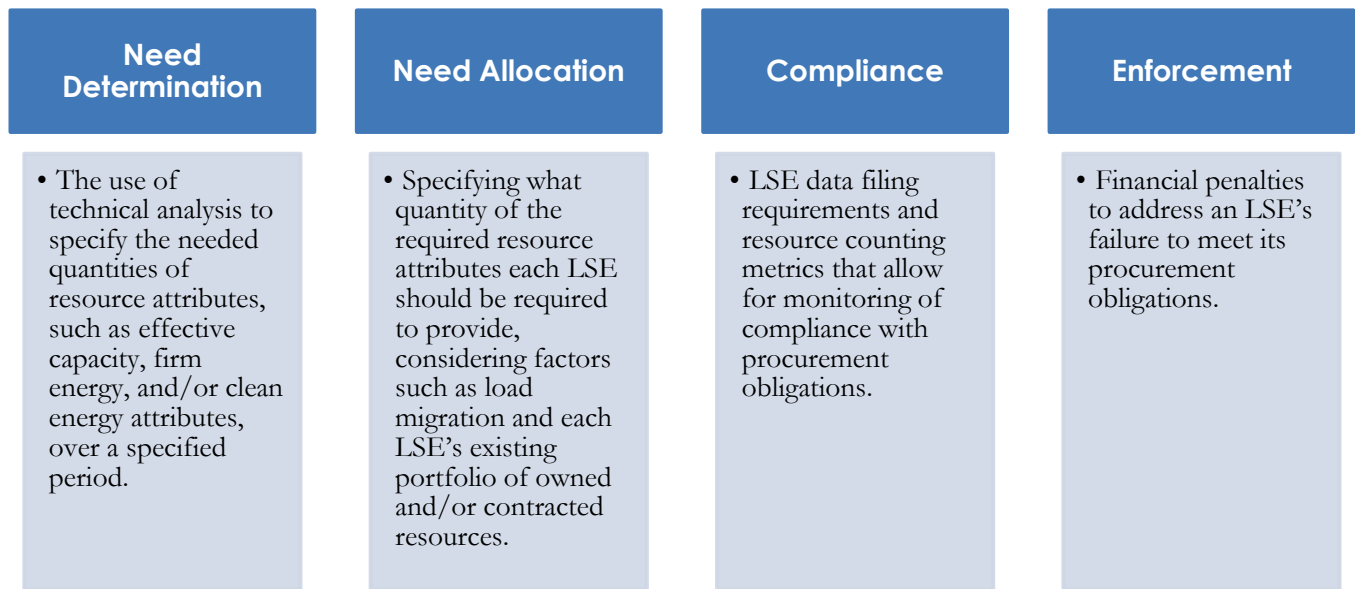 Need
Determination
• The use of
technical analysis to
specify the needed
quantities of
resource attributes,
such as effective
capacity, firm
energy, and/or clean
energy attributes,
over a specified
period.
Need Allocation
• Specifying what
quantity of the
required resource
attributes each LSE
should be required
to provide,
considering factors
such as load
migration and each
LSE’s existing
portfolio of owned
and/or contracted
resources.
Compliance
• LSE data filing
requirements and
resource counting
metrics that allow
for monitoring of
compliance with
procurement
obligations.
Enforcement
• Financial penalties
to address an LSE’s
failure to meet its
procurement
obligations.